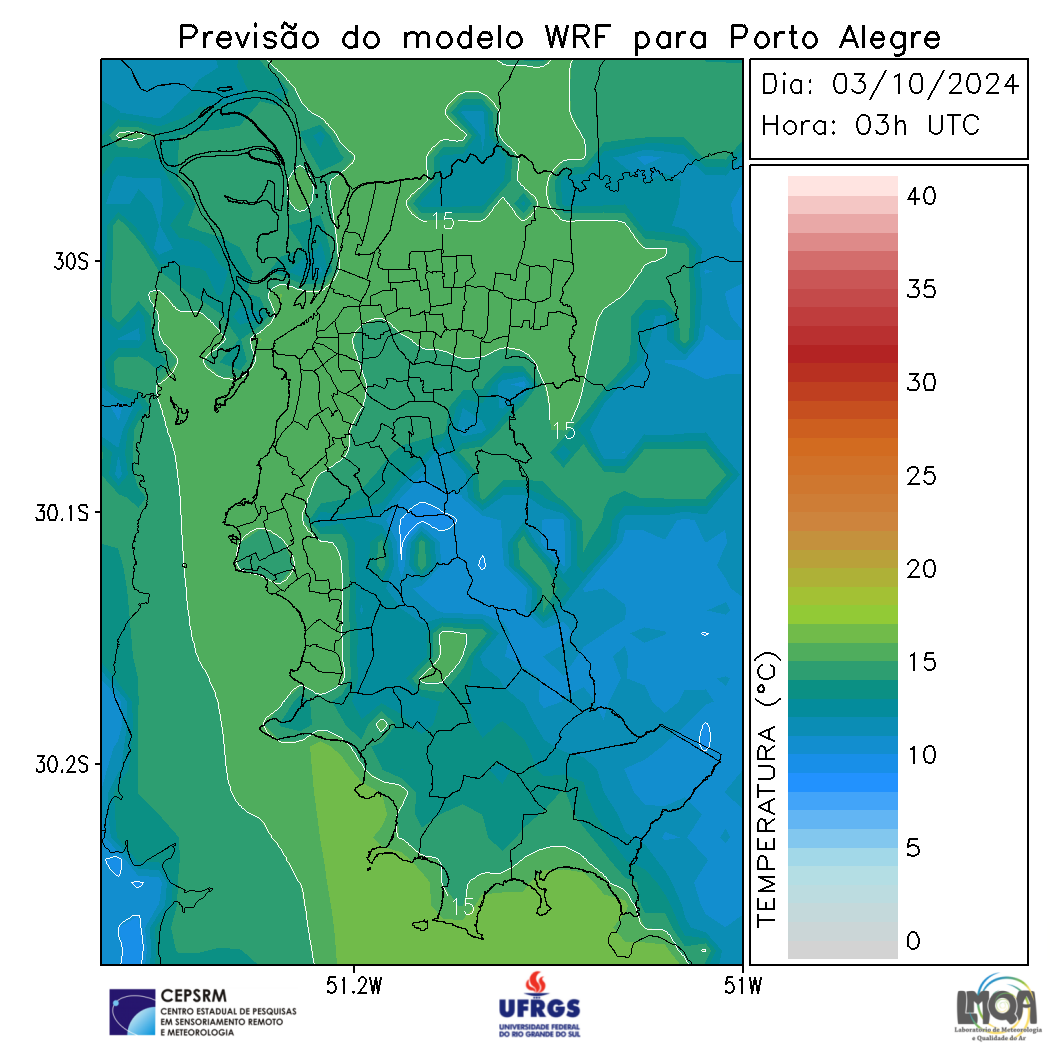 Previsão do modelo WRF para Porto Alegre
Dia: 03/10/2024
Hora: 03h UTC
40
35
30
25
20
15
10
5
0
TEMPERATURA (°C)
30S
30.1S
30.2S
51.2W
51W
15
15
15
CEPSRM
CENTRO ESTADUAL DE PESQUISAS
EM SENSORIAMENTO REMOTO
E METEOROLOGIA
UFRGS
UNIVERSIDADE FEDERAL
DO RIO GRANDE DO SUL
LMQA
Laboratório de Meteorologia
e Qualidade do Ar